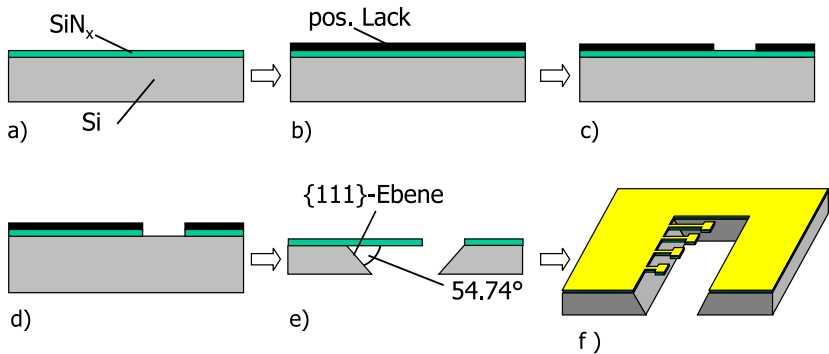 SiNₓ
pos. Lack
Si
a)
b)
c)
{111}-Ebene
54.74°
d)
e)
f )